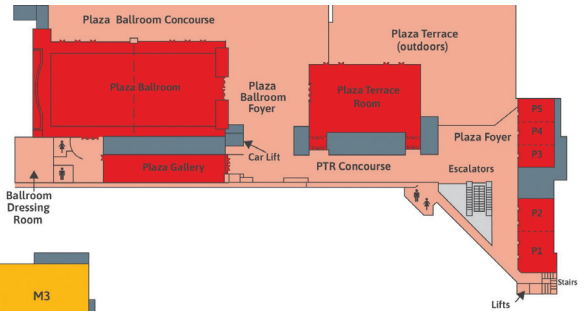 Plaza Ballroom Concourse
Plaza Terrace
(outdoors)
Plaza Ballroom
Plaza
Ballroom
Foyer
Plaza Terrace
Room
P5
P4
P3
Plaza Foyer
Car Lift
Plaza Gallery
PTR Concourse
Escalators
Ballroom
Dressing
Room
P2
P1
Stairs
Lifts
M3